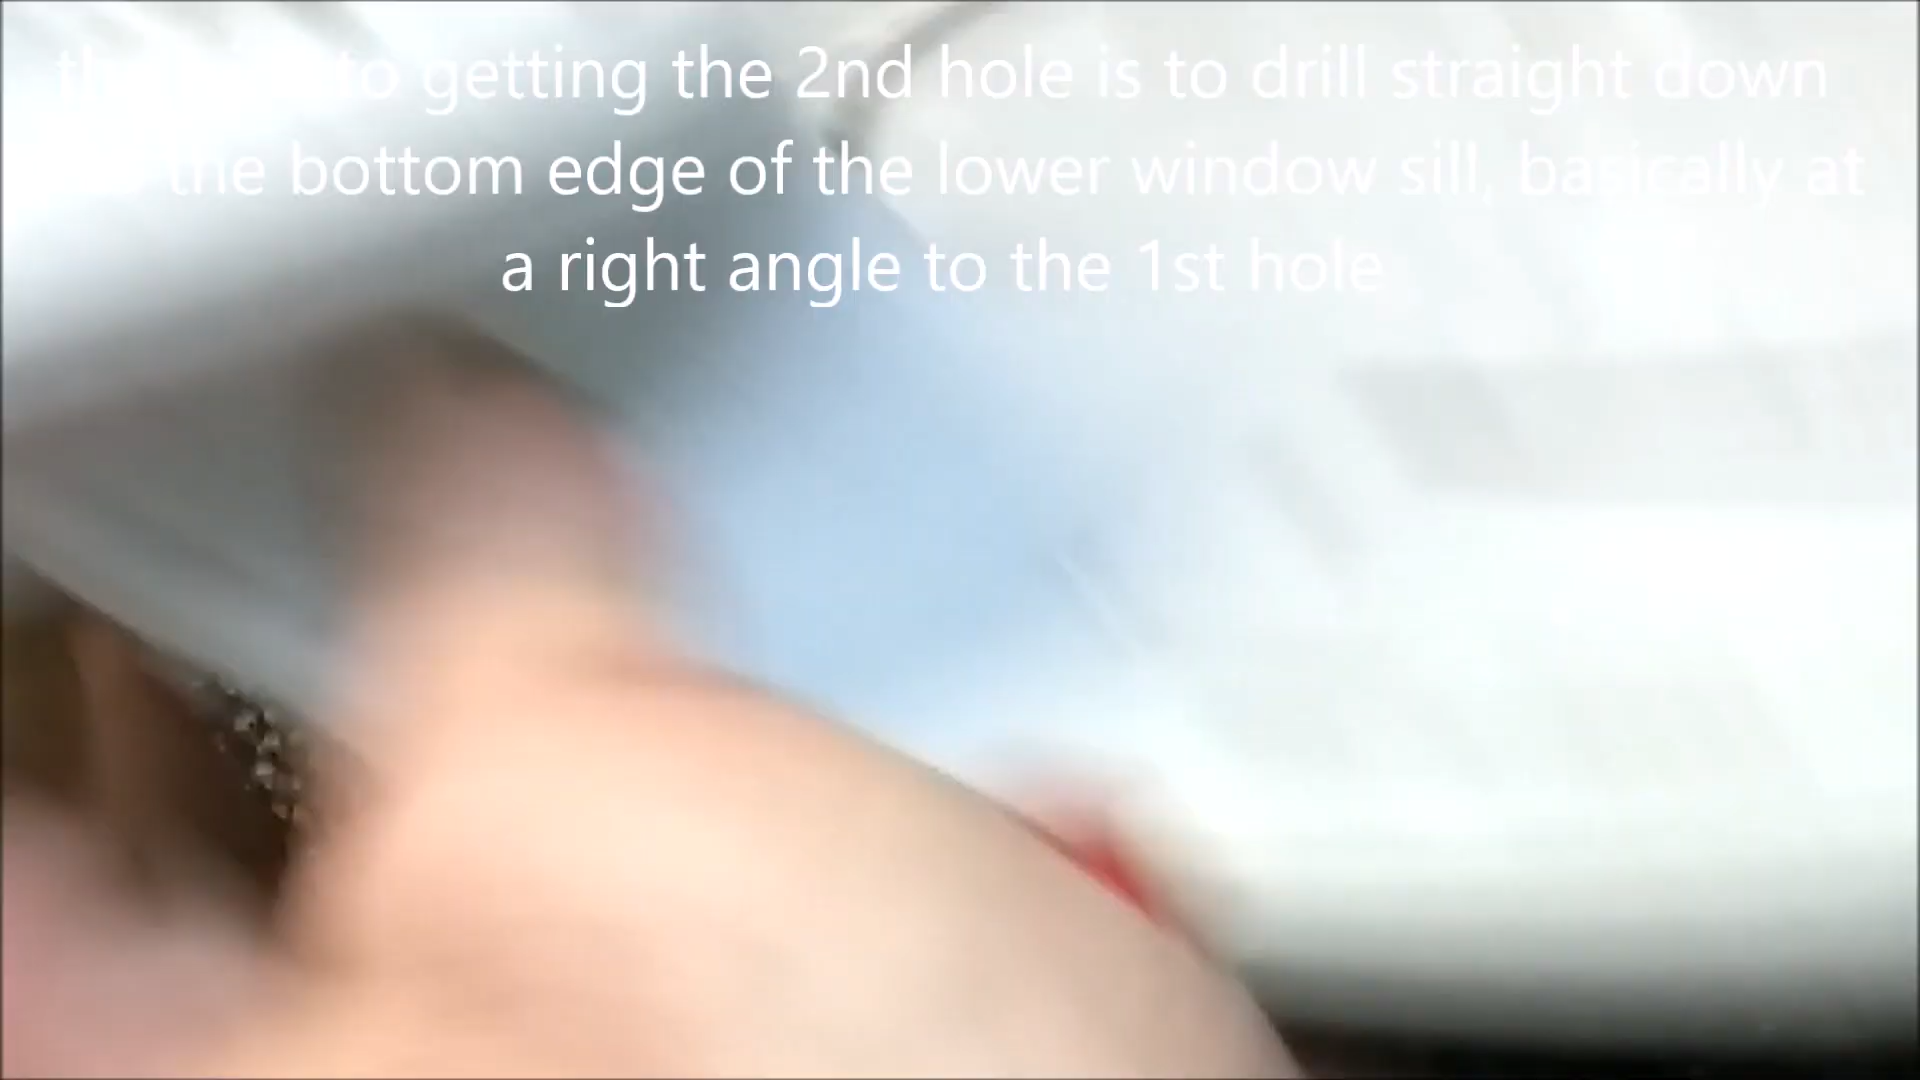 to getting the 2nd hole is to drill straight down
the bottom edge of the lower window sill, basically at
a right angle to the 1st hole